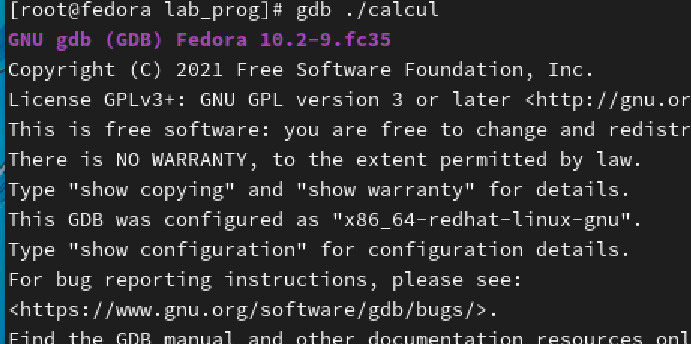 [root@fedora lab_prog]# gdb ./calcul
GNU gdb (GDB) Fedora 10.2-9.fc35
Copyright (C) 2021 Free Software Foundation, Inc.
License GPLv3+: GNU GPL version 3 or later <http://gnu.or
This is free software: you are free to change and redistr
There is NO WARRANTY, to the extent permitted by law.
Type "show copying" and "show warranty" for details.
This GDB was configured as "x86_64-redhat-linux-gnu".
Type "show configuration" for configuration details.
For bug reporting instructions, please see:
<https://www.gnu.org/software/gdb/bugs/>.
Find the GDB manual and other documentation resources onl